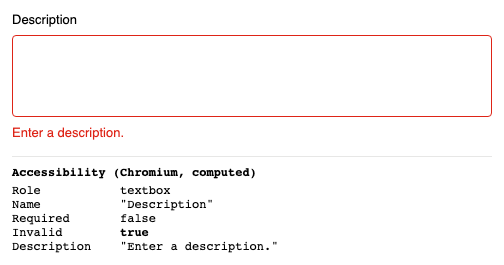 Description
Enter a description.
Accessibility (Chromium, computed)
Role textbox
Name "Description"
Required false
Invalid true
Description "Enter a description."